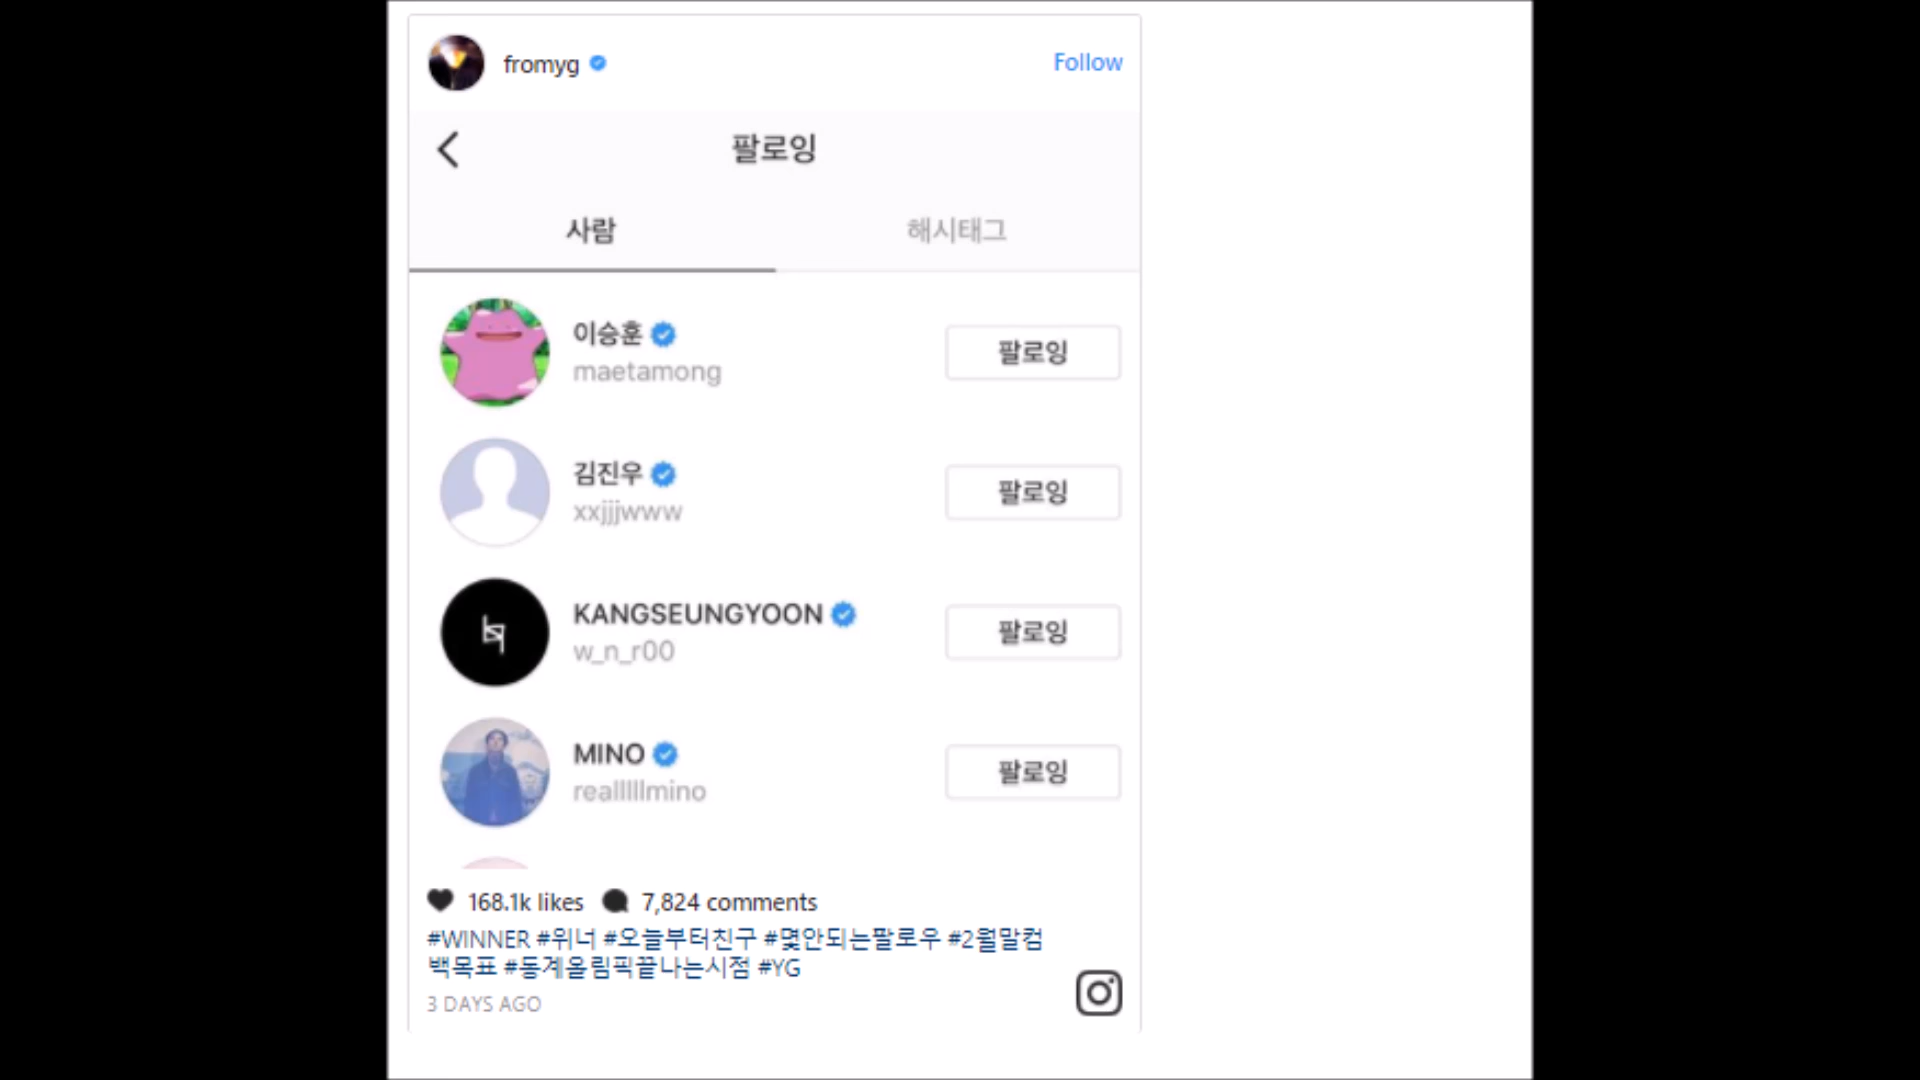 fromyg
Follow
팔로잉
사람
해시태그
이승훈
maetamong
팔로잉
김진우
xxjjjwww
팔로잉
KANGSEUNGYOON
w_n_r00
팔로잉
MINO
realllllmino
팔로잉
168.1k likes
7,824 comments
#WINNER #위너 #오늘부터친구 #몇안되는팔로우 #2월말컴
백목표 #동계올림픽끝나는시점 #YG
3 DAYS AGO